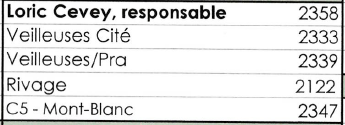 Loric Cevey, responsable 2358
Veilleuses Cité 2333
Veilleuses/Pra 2339
Rivage 2122
C5 - Mont-Blanc 2347